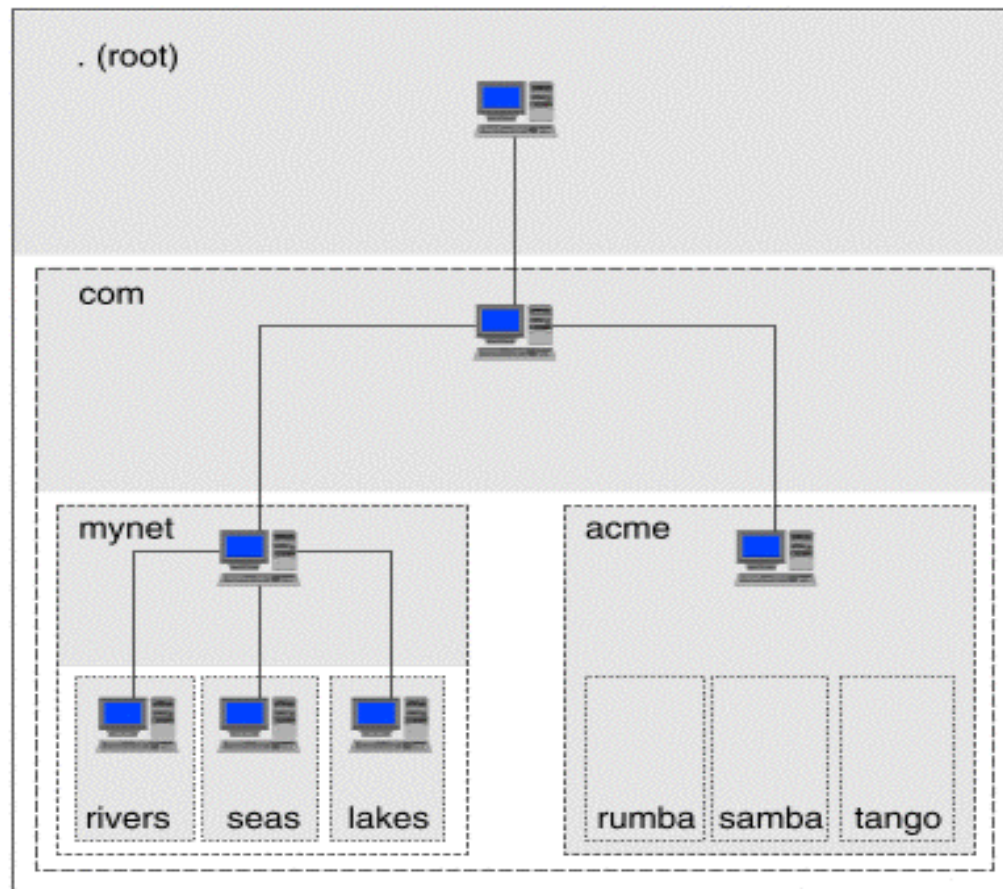 . (root)
com
mynet
acme
rivers
seas
lakes
rumba
samba
tango